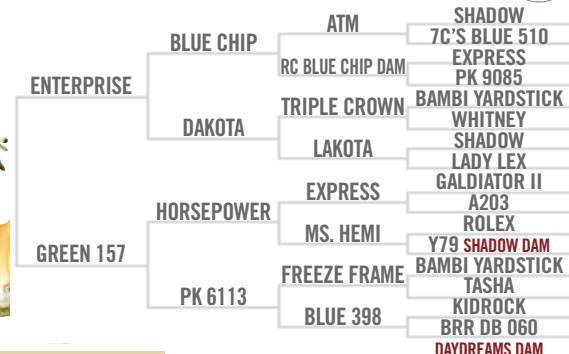 SHADOW
ATM
7C'S BLUE 510
BLUE CHIP
EXPRESS
RC BLUE CHIP DAM
PK 9085
ENTERPRISE
BAMBI YARDSTICK
TRIPLE CROWN
WHITNEY
DAKOTA
SHADOW
LAKOTA
LADY LEX
GALDIATOR II
EXPRESS
A203
HORSEPOWER
ROLEX
MS. HEMI
Y79 SHADOW DAM
GREEN 157
BAMBI YARDSTICK
FREEZE FRAME
TASHA
PK 6113
KIDROCK
BLUE 398
BRR DB 060
DAYDREAMS DAM